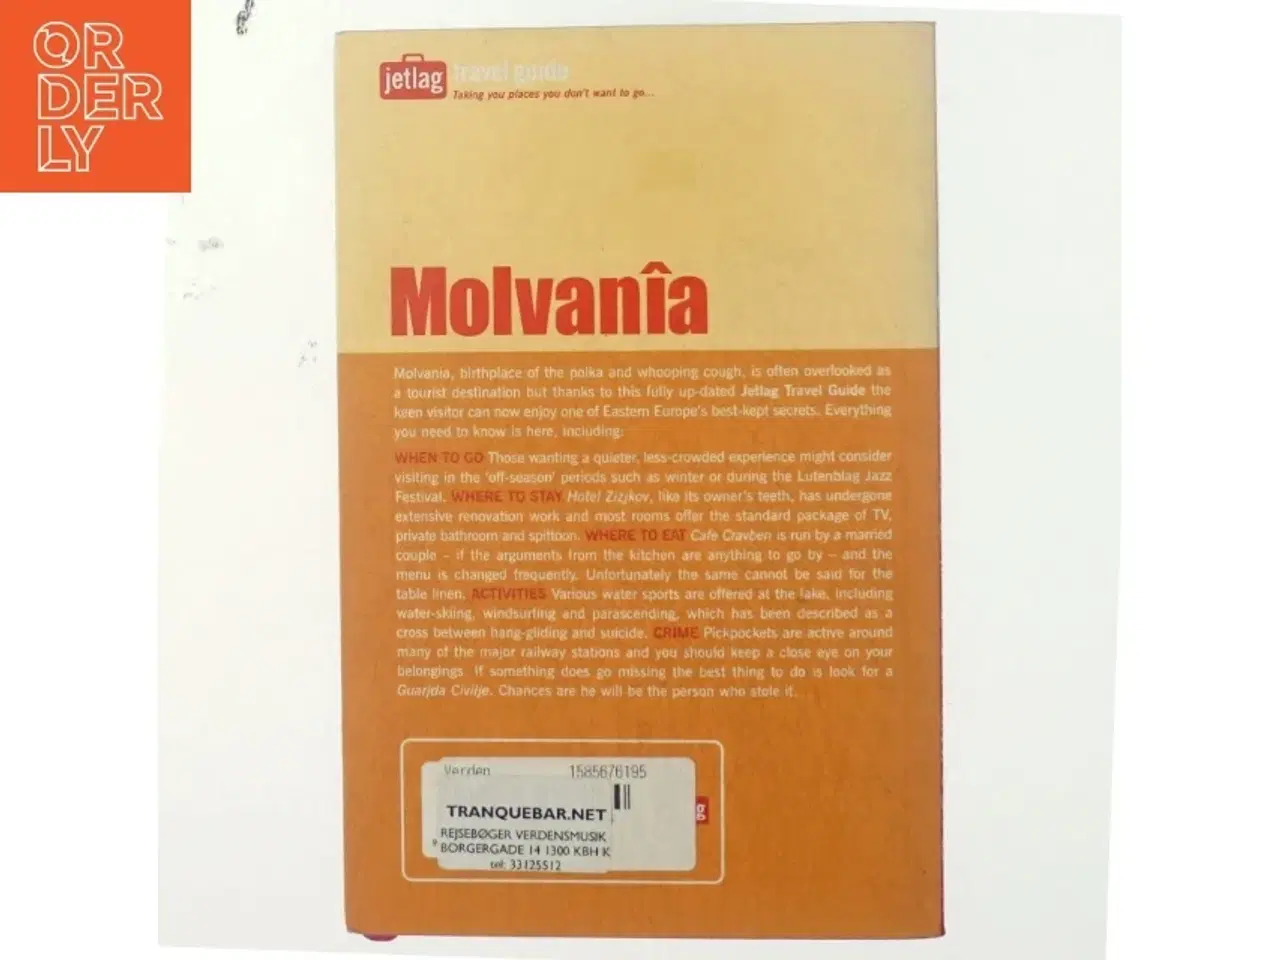 ORDERLY
jetlag travel guide
Taking you places you don't want to go...
Molvanîa
Molvania, birthplace of the polka and whooping cough, is often overlooked as
a tourist destination but thanks to this fully up-dated Jetlag Travel Guide the
keen visitor can now enjoy one of Eastern Europe's best-kept secrets. Everything
you need to know is here, including:
WHEN TO GO Those wanting a quieter, less-crowded experience might consider
visiting in the 'off-season' periods such as winter or during the Lutenblag Jazz
Festival. WHERE TO STAY Hotel Zizjkov, like its owner's teeth, has undergone
extensive renovation work and most rooms offer the standard package of TV,
private bathroom and spittoon. WHERE TO EAT Cafe Cravben is run by a married
couple – if the arguments from the kitchen are anything to go by – and the
menu is changed frequently. Unfortunately the same cannot be said for the
table linen. ACTIVITIES Various water sports are offered at the lake, including
water-skiing, windsurfing and parascending, which has been described as a
cross between hang-gliding and suicide. CRIME Pickpockets are active around
many of the major railway stations and you should keep a close eye on your
belongings. If something does go missing the best thing to do is look for a
Guarjda Civilje. Chances are he will be the person who stole it.
Verden 1585676195
TRANQUEBAR.NET
REJSEBØGER VERDENSMUSIK
9 BORGERGADE 14 1300 KBH K
tel: 33125512